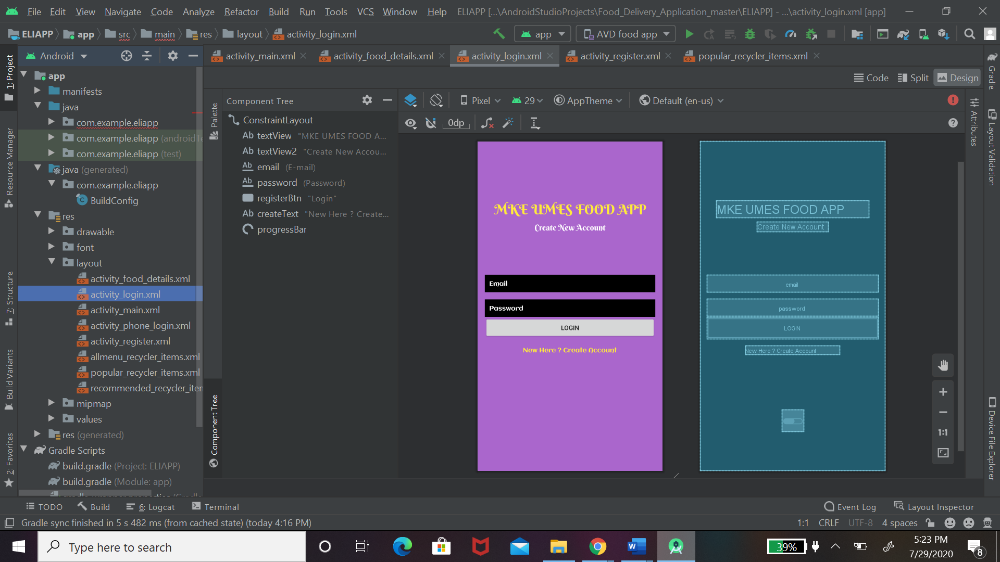 File Edit View Navigate Code Analyze Refactor Build Run Tools VCS Window Help ELIAPP [...\AndroidStudioProjects\Food_Delivery_Application_master\ELIAPP] - ...\activity_login.xml [app]
ELIAPP app src main res layout activity_login.xml app AVD food app
Android activity_main.xml activity_food_details.xml activity_login.xml activity_register.xml popular_recycler_items.xml
Code Split Design
1: Project
Resource Manager
7: Structure
Build Variants
2: Favorites
app
manifests
java
com.example.eliapp
com.example.eliapp (androidTe
com.example.eliapp (test)
java (generated)
com.example.eliapp
BuildConfig
res
drawable
font
layout
activity_food_details.xml
activity_login.xml
activity_main.xml
activity_phone_login.xml
activity_register.xml
allmenu_recycler_items.xml
popular_recycler_items.xml
recommended_recycler_iten
mipmap
values
res (generated)
Gradle Scripts
build.gradle (Project: ELIAPP)
build.gradle (Module: app)
Palette
Component Tree
Component Tree
ConstraintLayout
Ab textView "MKE UMES FOOD A...
Ab textView2 "Create New Accou...
Ab email (E-mail)
Ab password (Password)
registerBtn "Login"
Ab createText "New Here ? Create...
progressBar
Pixel 29 AppTheme Default (en-us)
0dp
MKE UMES FOOD APP
Create New Account
Email
Password
LOGIN
New Here ? Create Account
MKE UMES FOOD APP
Create New Account
email
password
LOGIN
New Here ? Create Account
1:1
Attributes
Gradle
Layout Validation
Device File Explorer
TODO Build 6: Logcat Terminal Event Log Layout Inspector
Gradle sync finished in 5 s 482 ms (from cached state) (today 4:16 PM) 1:1 CRLF UTF-8 4 spaces
Type here to search
39%
5:23 PM
7/29/2020
8